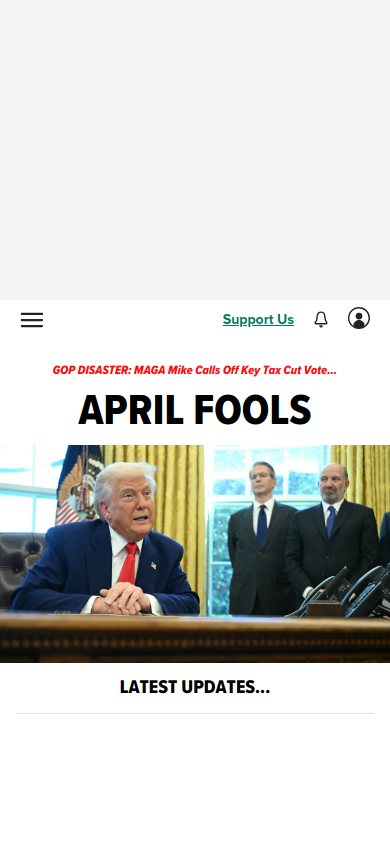 Support Us
GOP DISASTER: MAGA Mike Calls Off Key Tax Cut Vote...
APRIL FOOLS
LATEST UPDATES...